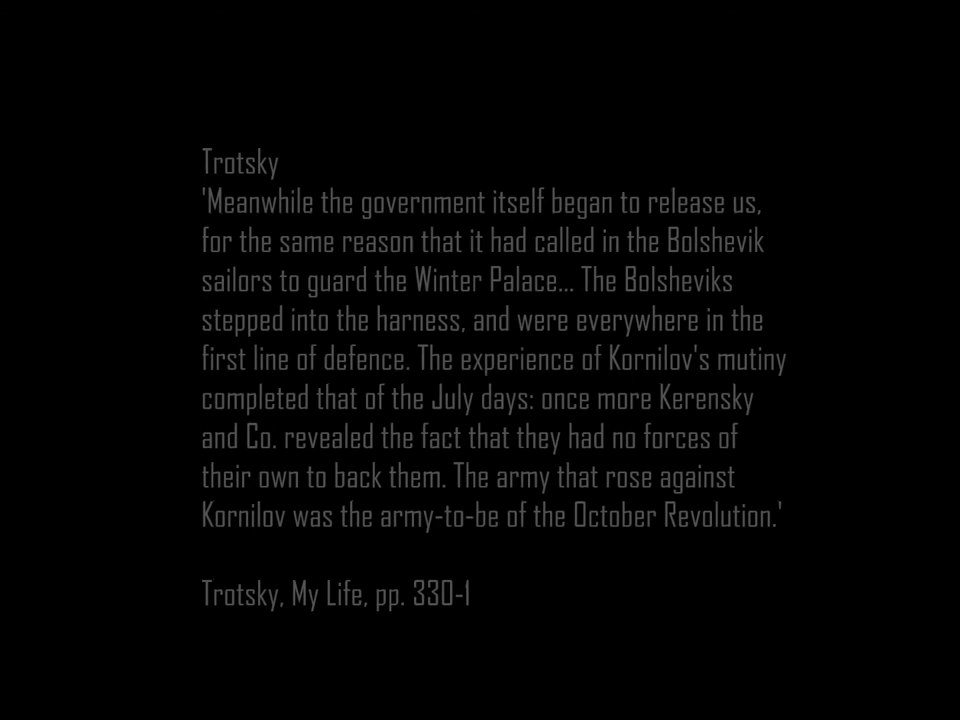 Trotsky
'Meanwhile the government itself began to release us,
for the same reason that it had called in the Bolshevik
sailors to guard the Winter Palace... The Bolsheviks
stepped into the harness, and were everywhere in the
first line of defence. The experience of Kornilov's mutiny
completed that of the July days: once more Kerensky
and Co. revealed the fact that they had no forces of
their own to back them. The army that rose against
Kornilov was the army-to-be of the October Revolution.'
Trotsky, My Life, pp. 330-1